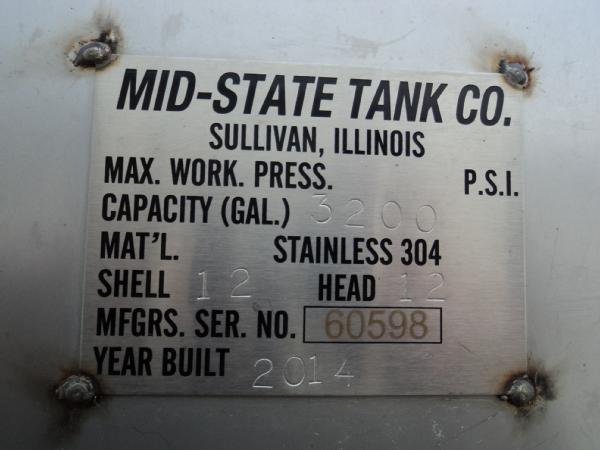 MID-STATE TANK CO.
SULLIVAN, ILLINOIS
MAX. WORK. PRESS. P.S.I.
CAPACITY (GAL.) 3200
MAT'L. STAINLESS 304
SHELL 12 HEAD 12
MFGRS. SER. NO. 60598
YEAR BUILT 2014